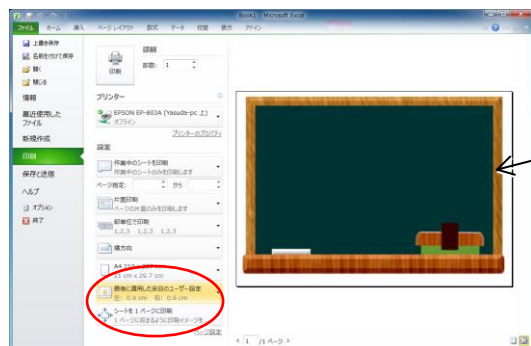 Book1 - Microsoft Excel
ファイル ホーム 挿入 ページ レイアウト 数式 データ 校閲 表示 アドイン
上書き保存
名前を付けて保存
開く
閉じる
情報
最近使用した
ファイル
新規作成
印刷
保存と送信
ヘルプ
オプション
終了
印刷
印刷
部数: 1
プリンター
EPSON EP-803A (Yasuda-pc 上)
オフライン
プリンターのプロパティ
設定
作業中のシートを印刷
作業中のシートのみを印刷します
ページ指定: から
片面印刷
ページの片面のみを印刷します
部単位で印刷
1,2,3 1,2,3 1,2,3
横方向
21 cm x 29.7 cm
最後に適用した余白のユーザー設定
左: 0.6 cm 右: 0.6 cm
シートを 1 ページに印刷
1 ページに収まるように印刷イメージを
ページ設定
1 /1 ページ